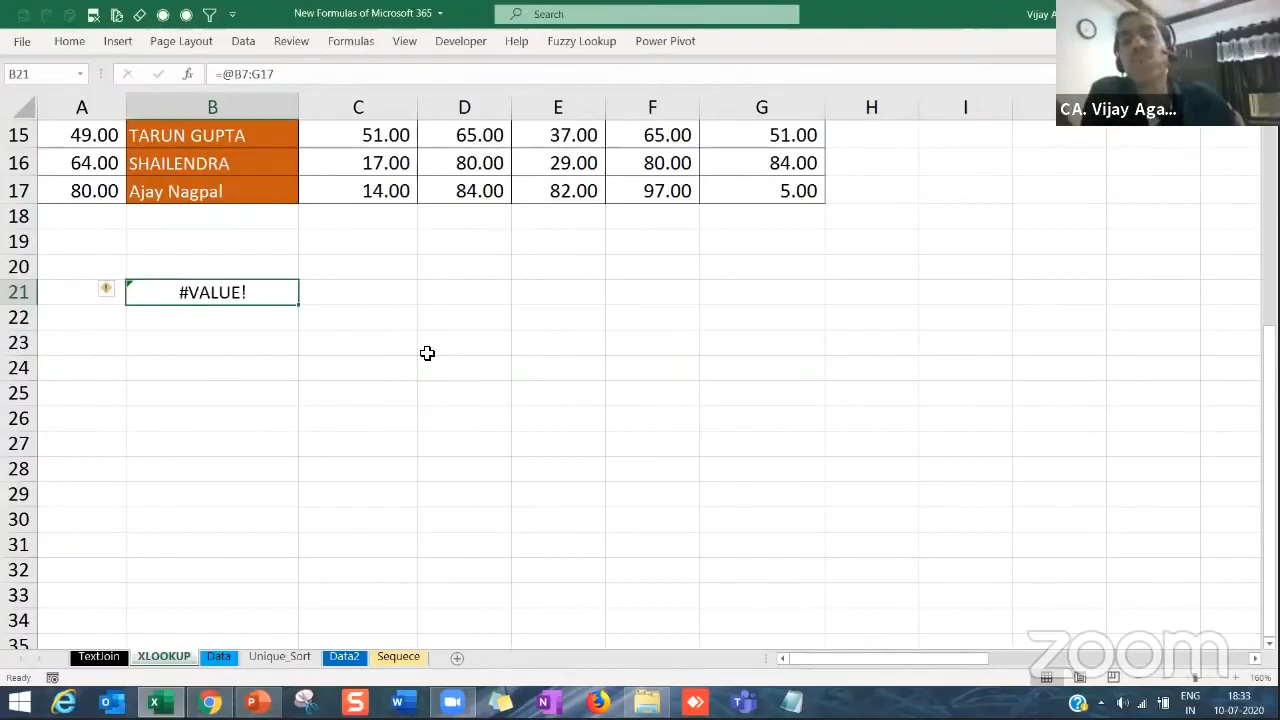 New Formulas of Microsoft 365
Search
Vijay A
File Home Insert Page Layout Formulas Data Review View Developer Help Fuzzy Lookup Power Pivot
B21 fx =@B7:G17
CA. Vijay Aga...
A B C D E F G H I
15 49.00 TARUN GUPTA 51.00 65.00 37.00 65.00 51.00
16 64.00 SHAILENDRA 17.00 80.00 29.00 80.00 84.00
17 80.00 Ajay Nagpal 14.00 84.00 82.00 97.00 5.00
18
19
20
21 #VALUE!
22
23
24
25
26
27
28
29
30
31
32
33
34
35
TextJoin XLOOKUP Data Unique_Sort Data2 Sequece
zoom
Ready 160%
ENG 18:33
IN 10-07-2020